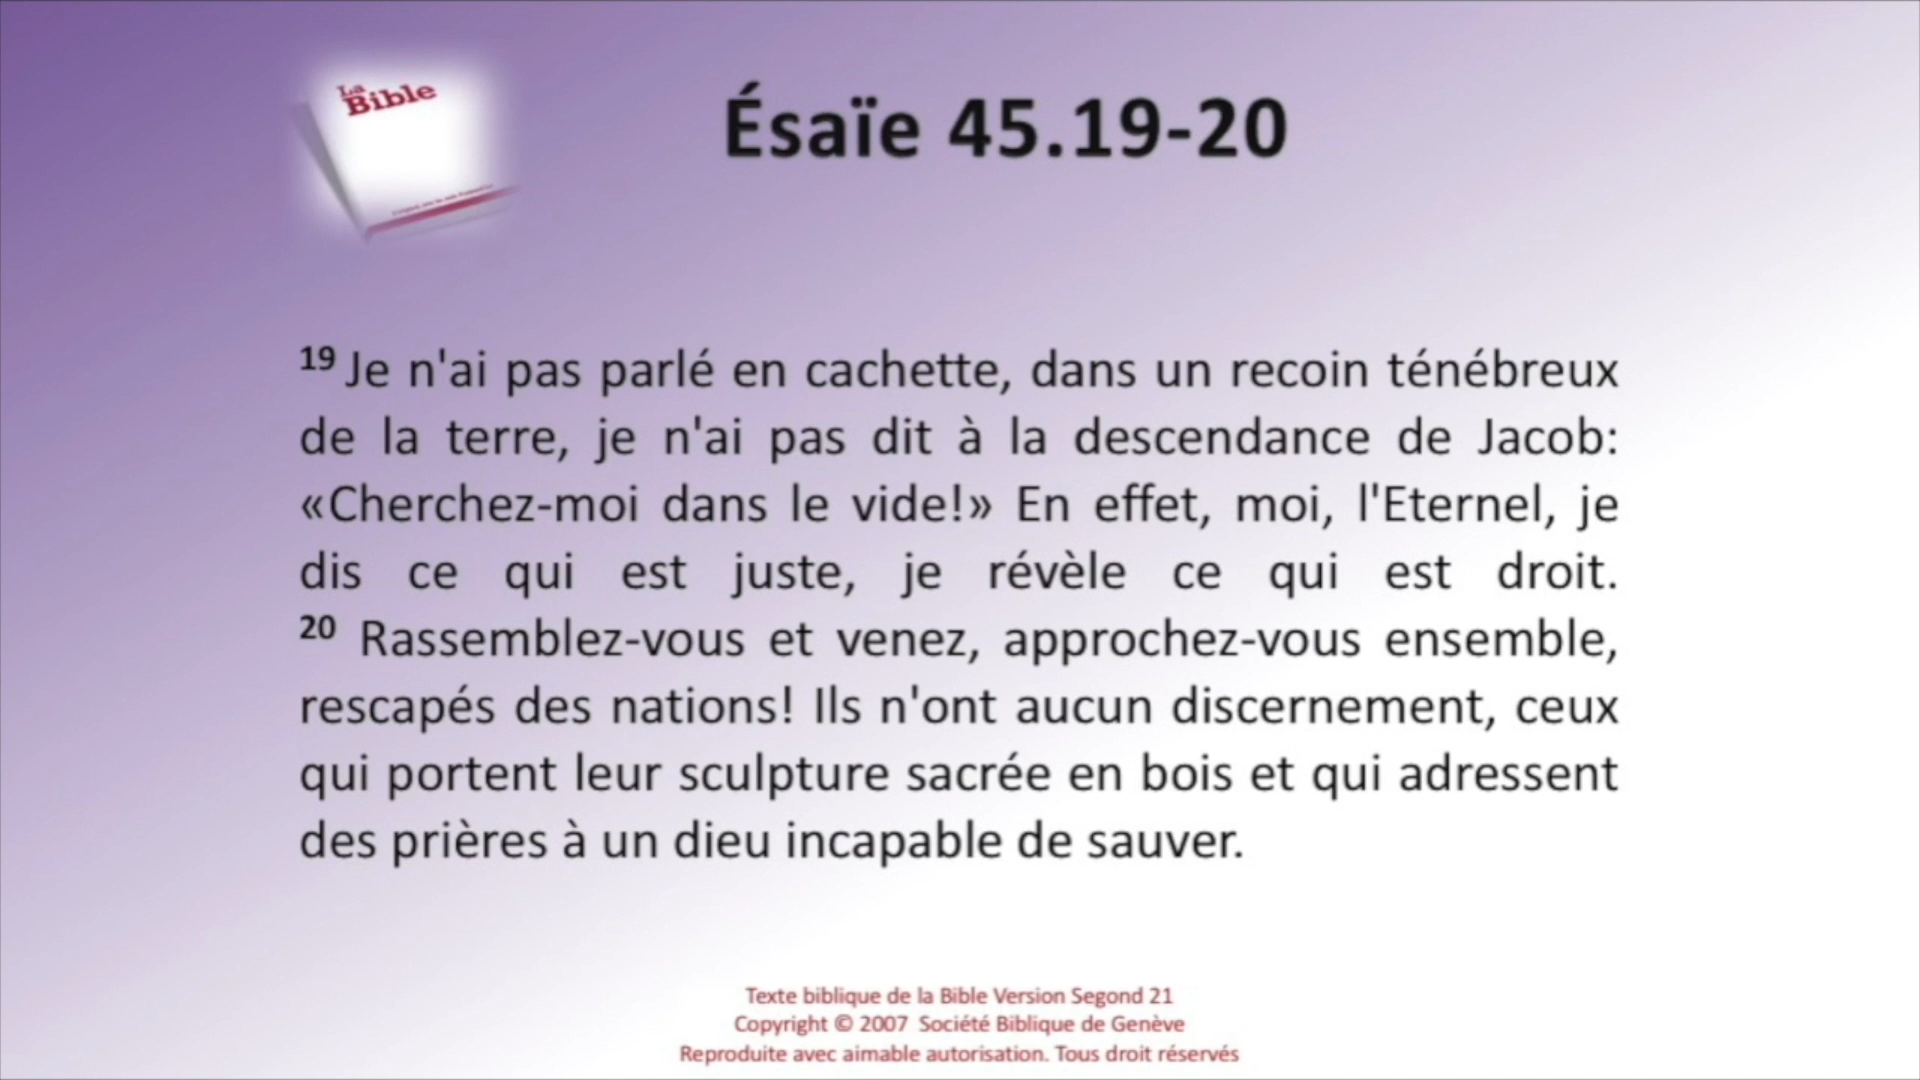 La
Bible
Ésaïe 45.19-20
19 Je n'ai pas parlé en cachette, dans un recoin ténébreux
de la terre, je n'ai pas dit à la descendance de Jacob:
«Cherchez-moi dans le vide!» En effet, moi, l'Eternel, je
dis ce qui est juste, je révèle ce qui est droit.
20 Rassemblez-vous et venez, approchez-vous ensemble,
rescapés des nations! Ils n'ont aucun discernement, ceux
qui portent leur sculpture sacrée en bois et qui adressent
des prières à un dieu incapable de sauver.
Texte biblique de la Bible Version Segond 21
Copyright © 2007 Société Biblique de Genève
Reproduite avec aimable autorisation. Tous droit réservés